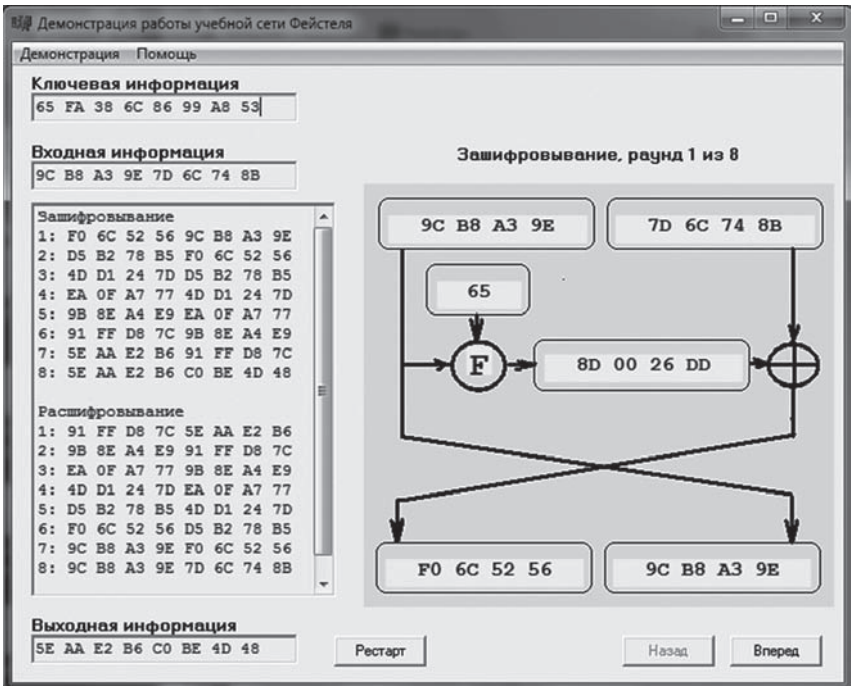 Демонстрация работы учебной сети Фейстеля
Демонстрация Помощь
Ключевая информация
65 FA 38 6C 86 99 A8 53
Входная информация
9C B8 A3 9E 7D 6C 74 8B
Зашифровывание
1: F0 6C 52 56 9C B8 A3 9E
2: D5 B2 78 B5 F0 6C 52 56
3: 4D D1 24 7D D5 B2 78 B5
4: EA 0F A7 77 4D D1 24 7D
5: 9B 8E A4 E9 EA 0F A7 77
6: 91 FF D8 7C 9B 8E A4 E9
7: 5E AA E2 B6 91 FF D8 7C
8: 5E AA E2 B6 C0 BE 4D 48
Расшифровывание
1: 91 FF D8 7C 5E AA E2 B6
2: 9B 8E A4 E9 91 FF D8 7C
3: EA 0F A7 77 9B 8E A4 E9
4: 4D D1 24 7D EA 0F A7 77
5: D5 B2 78 B5 4D D1 24 7D
6: F0 6C 52 56 D5 B2 78 B5
7: 9C B8 A3 9E F0 6C 52 56
8: 9C B8 A3 9E 7D 6C 74 8B
Выходная информация
5E AA E2 B6 C0 BE 4D 48
Зашифровывание, раунд 1 из 8
9C B8 A3 9E
7D 6C 74 8B
65
F
8D 00 26 DD
F0 6C 52 56
9C B8 A3 9E
Рестарт
Назад
Вперед